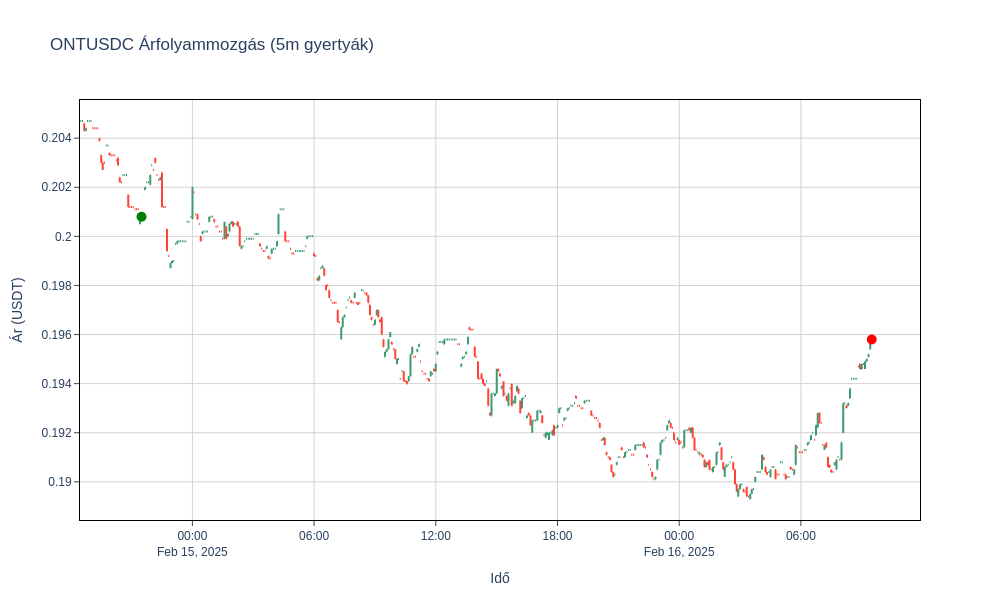 ONTUSDC Árfolyammozgás (5m gyertyák)
0.204
0.202
0.2
0.198
0.196
0.194
0.192
0.19
Ár (USDT)
00:00
Feb 15, 2025
06:00
12:00
18:00
00:00
Feb 16, 2025
06:00
Idő